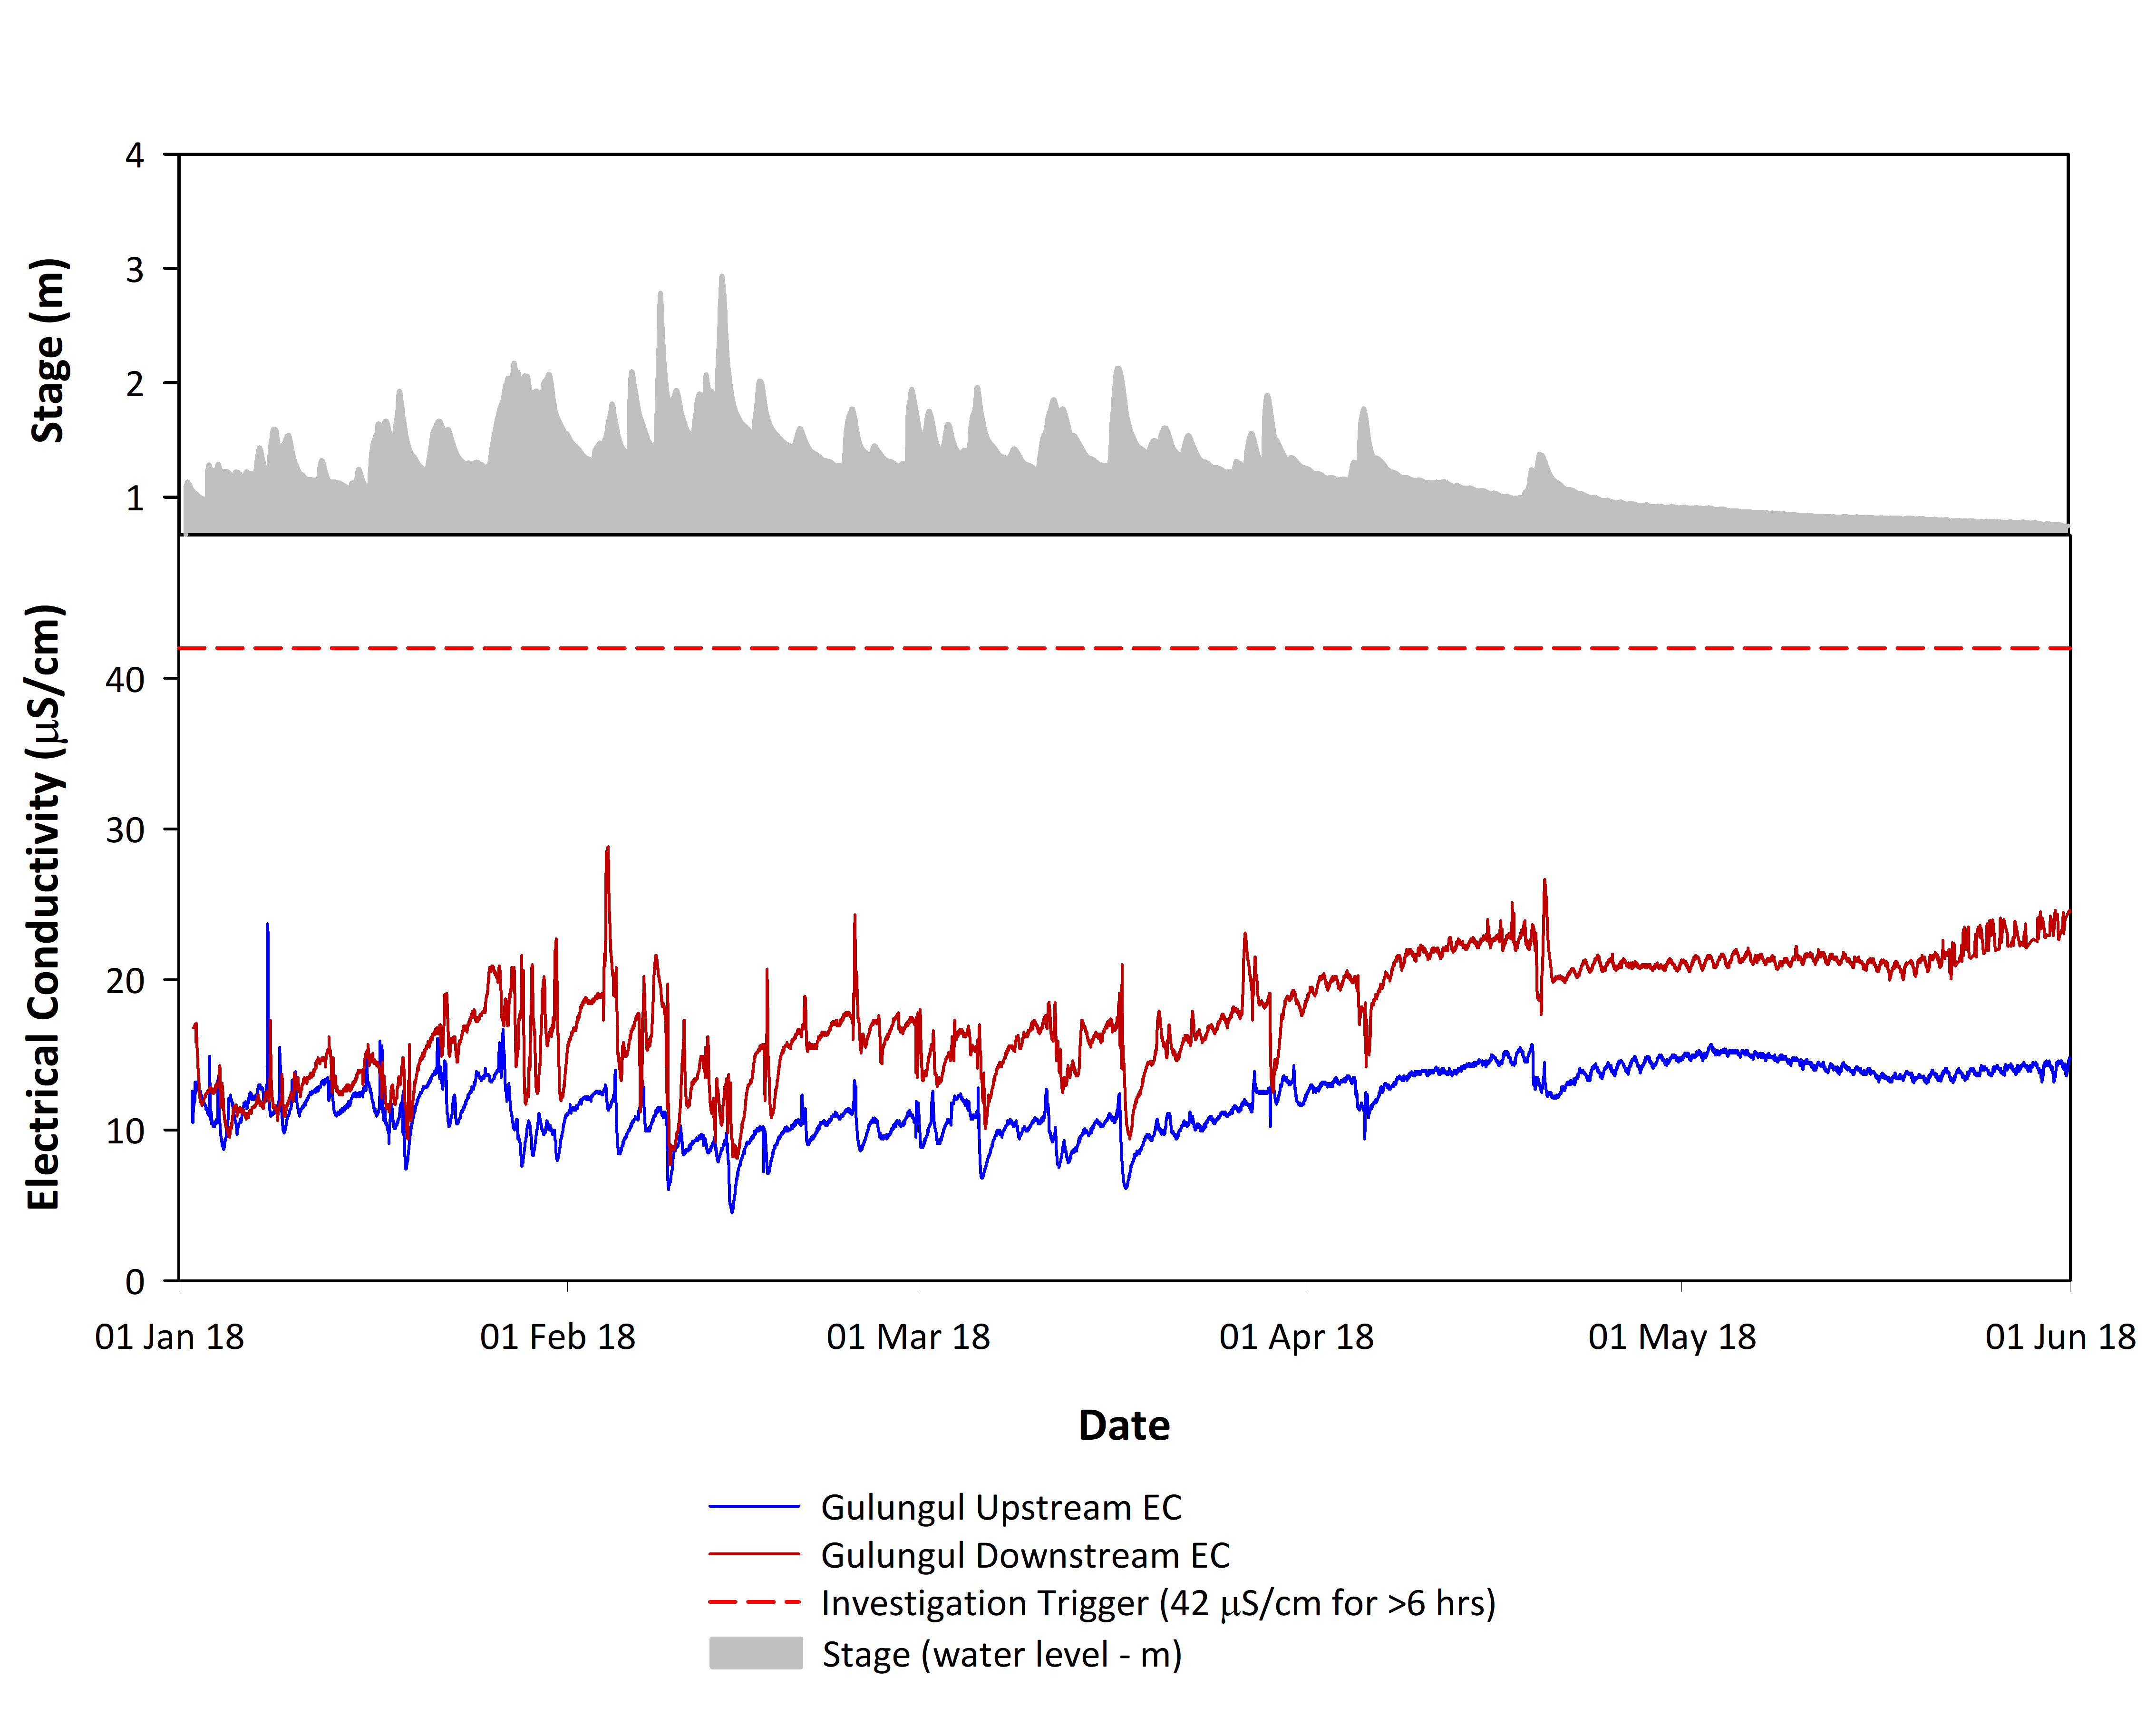 4
3
2
1
Stage (m)
40
30
20
10
0
Electrical Conductivity (μS/cm)
01 Jan 18
01 Feb 18
01 Mar 18
01 Apr 18
01 May 18
01 Jun 18
Date
Gulungul Upstream EC
Gulungul Downstream EC
Investigation Trigger (42 μS/cm for >6 hrs)
Stage (water level - m)